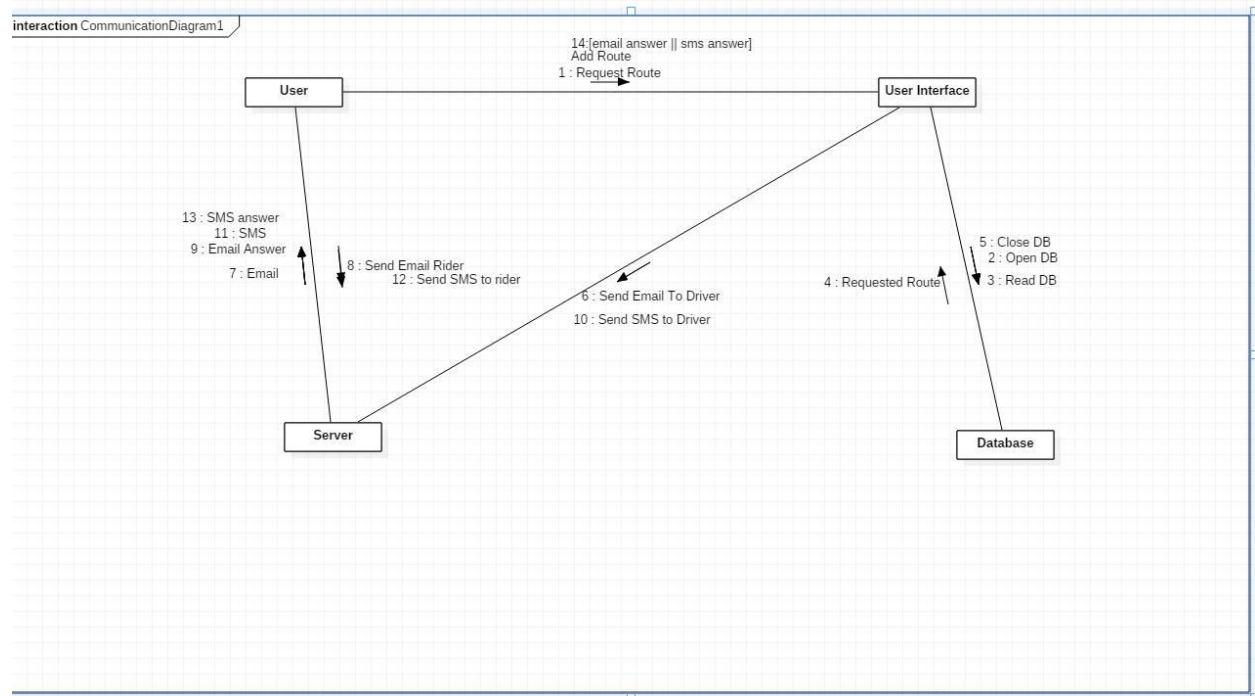 interaction CommunicationDiagram1
14:[email answer || sms answer]
Add Route
1 : Request Route
User
User Interface
13 : SMS answer
11 : SMS
9 : Email Answer
7 : Email
8 : Send Email Rider
12 : Send SMS to rider
6 : Send Email To Driver
10 : Send SMS to Driver
5 : Close DB
2 : Open DB
4 : Requested Route
3 : Read DB
Server
Database